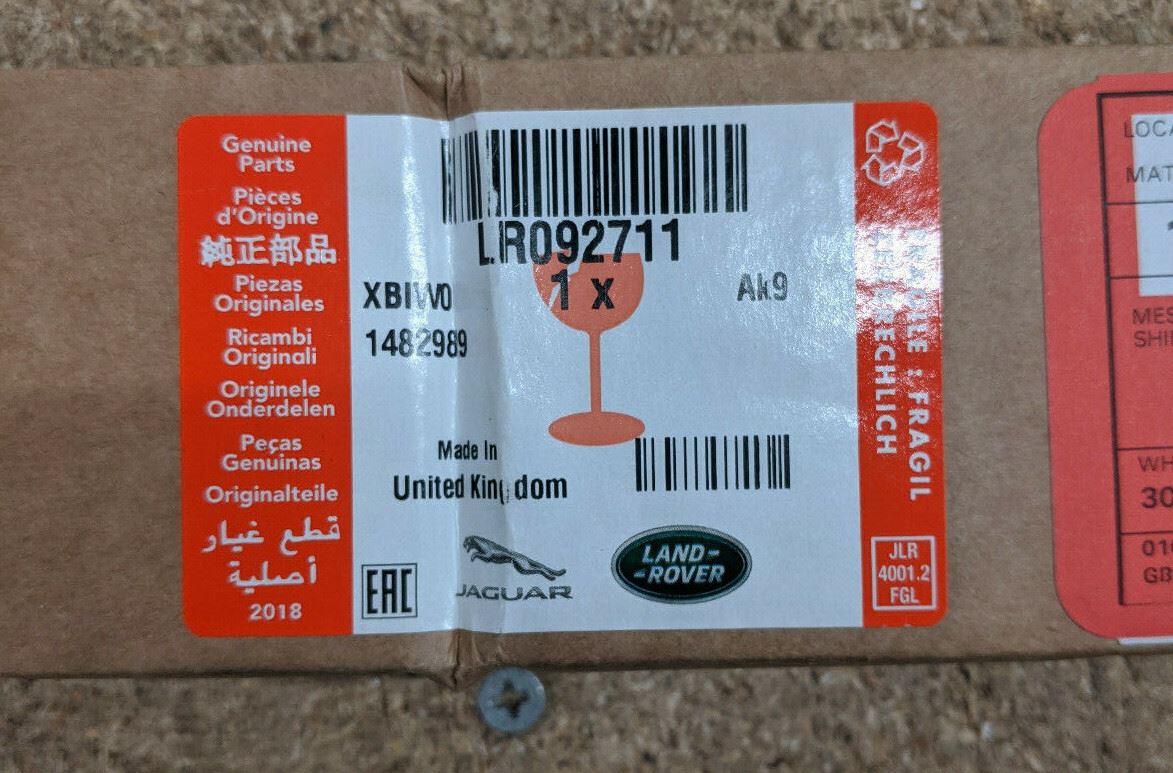 Genuine
Parts
Pièces
d'Origine
純正部品
Piezas
Originales
Ricambi
Originali
Originele
Onderdelen
Peças
Genuinas
Originalteile
قطع غيار
أصلية
2018
LR092711
1 x
Ak9
1482989
Made In
United Kingdom
EAC
JAGUAR
LAND-
-ROVER
FRAGILE : FRAGIL
ZERBRECHLICH
JLR
4001.2
FGL